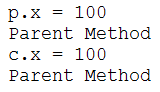 p.x = 100
Parent Method
c.x = 100
Parent Method